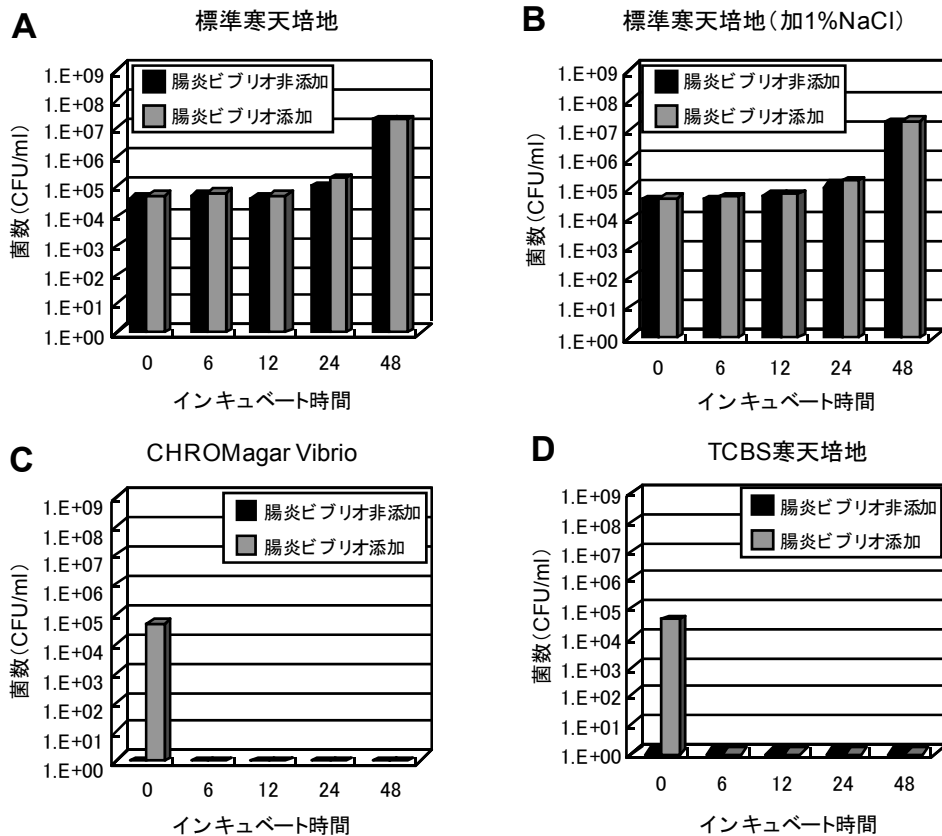 A
標準寒天培地
1.E+09
1.E+08
1.E+07
1.E+06
1.E+05
1.E+04
1.E+03
1.E+02
1.E+01
1.E+00
菌数(CFU/ml)
腸炎ビブリオ非添加
腸炎ビブリオ添加
0 6 12 24 48
インキュベート時間
B
標準寒天培地(加1%NaCl)
1.E+09
1.E+08
1.E+07
1.E+06
1.E+05
1.E+04
1.E+03
1.E+02
1.E+01
1.E+00
菌数(CFU/ml)
腸炎ビブリオ非添加
腸炎ビブリオ添加
0 6 12 24 48
インキュベート時間
C
CHROMagar Vibrio
1.E+09
1.E+08
1.E+07
1.E+06
1.E+05
1.E+04
1.E+03
1.E+02
1.E+01
1.E+00
菌数(CFU/ml)
腸炎ビブリオ非添加
腸炎ビブリオ添加
0 6 12 24 48
インキュベート時間
D
TCBS寒天培地
1.E+09
1.E+08
1.E+07
1.E+06
1.E+05
1.E+04
1.E+03
1.E+02
1.E+01
1.E+00
菌数(CFU/ml)
腸炎ビブリオ非添加
腸炎ビブリオ添加
0 6 12 24 48
インキュベート時間